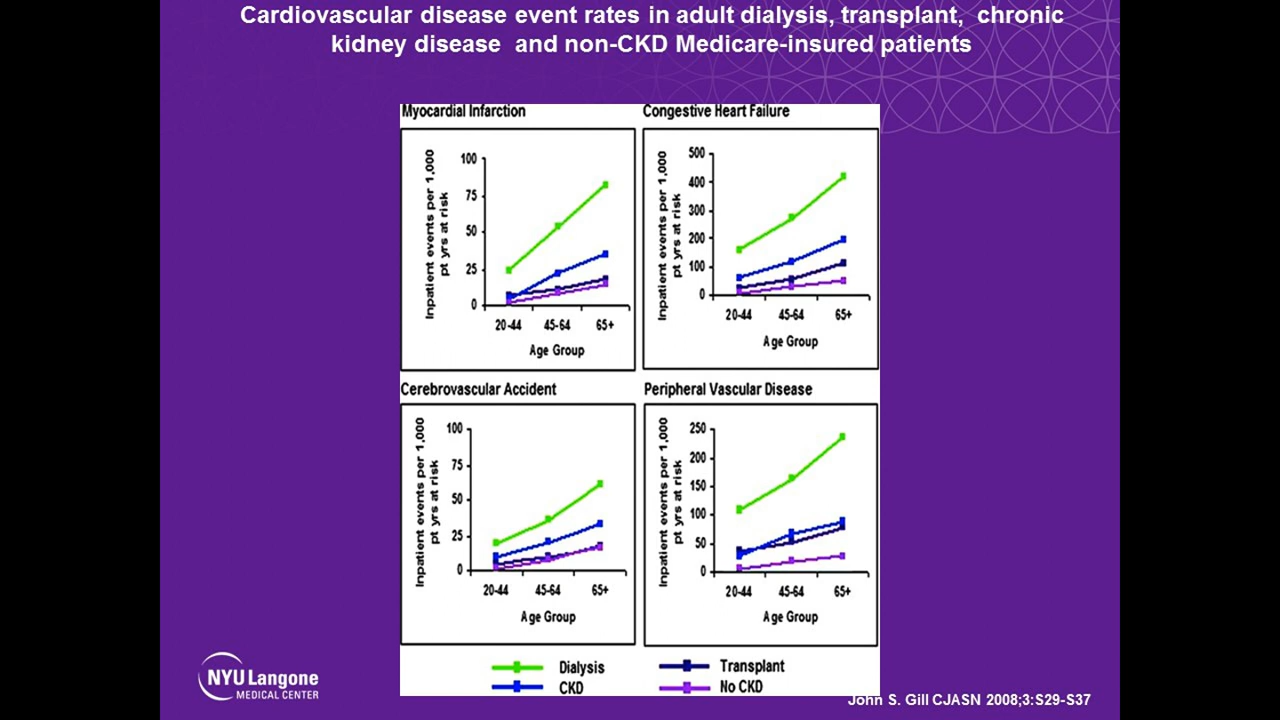 Cardiovascular disease event rates in adult dialysis, transplant, chronic
kidney disease and non-CKD Medicare-insured patients
Myocardial Infarction
Inpatient events per 1,000
pt yrs at risk
100
75
50
25
0
20-44 45-64 65+
Age Group
Congestive Heart Failure
Inpatient events per 1,000
pt yrs at risk
500
400
300
200
100
0
20-44 45-64 65+
Age Group
Cerebrovascular Accident
Inpatient events per 1,000
pt yrs at risk
100
75
50
25
0
20-44 45-64 65+
Age Group
Peripheral Vascular Disease
Inpatient events per 1,000
pt yrs at risk
250
200
150
100
50
0
20-44 45-64 65+
Age Group
Dialysis
CKD
Transplant
No CKD
NYU Langone
MEDICAL CENTER
John S. Gill CJASN 2008;3:S29-S37